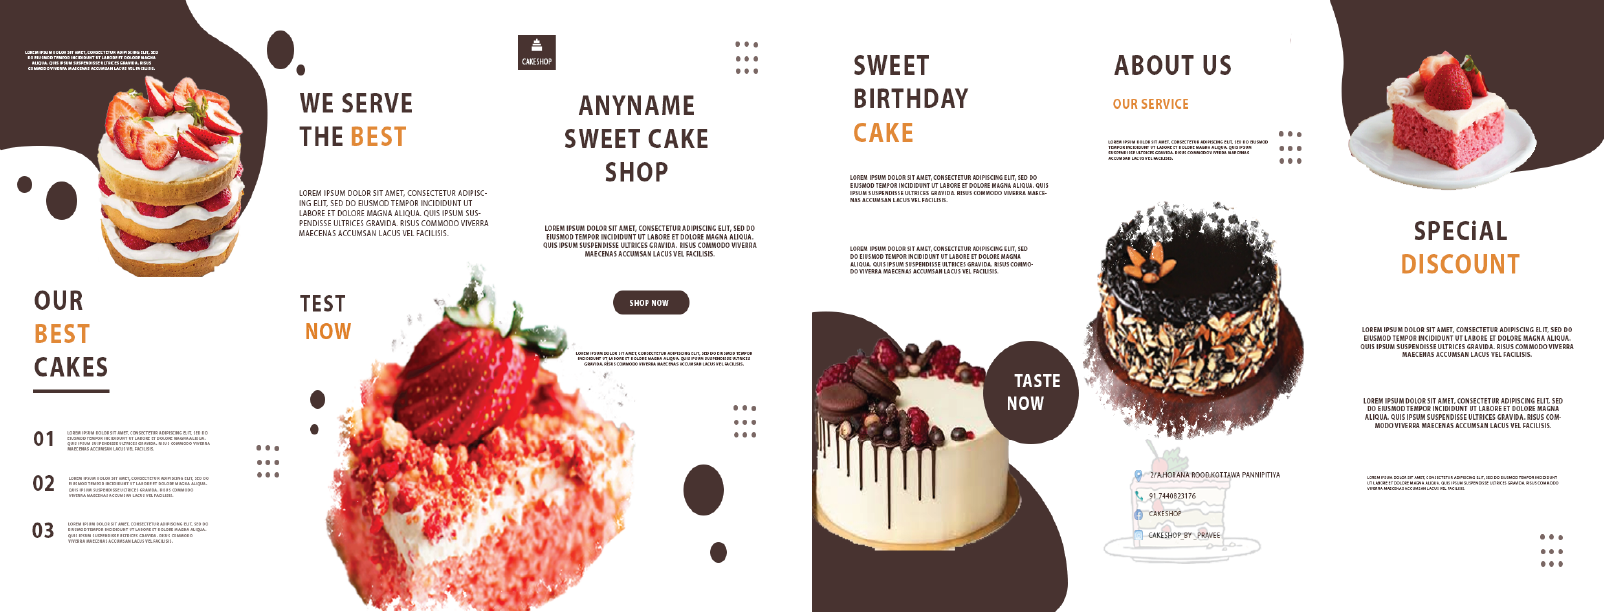 LOREM IPSUM DOLOR SIT AMET, CONSECTETUR ADIPISCING ELIT, SED
DO EIUSMOD TEMPOR INCIDIDUNT UT LABORE ET DOLORE MAGNA
ALIQUA. QUIS IPSUM SUSPENDISSE ULTRICES GRAVIDA. RISUS
COMMODO VIVERRA MAECENAS ACCUMSAN LACUS VEL FACILISIS.
OUR
BEST
CAKES
01
LOREM IPSUM DOLOR SIT AMET, CONSECTETUR ADIPISCING ELIT, SED DO
EIUSMOD TEMPOR INCIDIDUNT UT LABORE ET DOLORE MAGNA ALIQUA.
QUIS IPSUM SUSPENDISSE ULTRICES GRAVIDA. RISUS COMMODO VIVERRA
MAECENAS ACCUMSAN LACUS VEL FACILISIS.
02
LOREM IPSUM DOLOR SIT AMET, CONSECTETUR ADIPISCING ELIT, SED DO
EIUSMOD TEMPOR INCIDIDUNT UT LABORE ET DOLORE MAGNA ALIQUA.
QUIS IPSUM SUSPENDISSE ULTRICES GRAVIDA. RISUS COMMODO
VIVERRA MAECENAS ACCUMSAN LACUS VEL FACILISIS.
03
LOREM IPSUM DOLOR SIT AMET, CONSECTETUR ADIPISCING ELIT, SED DO
EIUSMOD TEMPOR INCIDIDUNT UT LABORE ET DOLORE MAGNA ALIQUA.
QUIS IPSUM SUSPENDISSE ULTRICES GRAVIDA. RISUS COMMODO
VIVERRA MAECENAS ACCUMSAN LACUS VEL FACILISIS.
WE SERVE
THE BEST
LOREM IPSUM DOLOR SIT AMET, CONSECTETUR ADIPISC-
ING ELIT, SED DO EIUSMOD TEMPOR INCIDIDUNT UT
LABORE ET DOLORE MAGNA ALIQUA. QUIS IPSUM SUS-
PENDISSE ULTRICES GRAVIDA. RISUS COMMODO VIVERRA
MAECENAS ACCUMSAN LACUS VEL FACILISIS.
TEST
NOW
CAKESHOP
ANYNAME
SWEET CAKE
SHOP
LOREM IPSUM DOLOR SIT AMET, CONSECTETUR ADIPISCING ELIT, SED DO
EIUSMOD TEMPOR INCIDIDUNT UT LABORE ET DOLORE MAGNA ALIQUA.
QUIS IPSUM SUSPENDISSE ULTRICES GRAVIDA. RISUS COMMODO VIVERRA
MAECENAS ACCUMSAN LACUS VEL FACILISIS.
SHOP NOW
LOREM IPSUM DOLOR SIT AMET, CONSECTETUR ADIPISCING ELIT, SED DO EIUSMOD TEMPOR
INCIDIDUNT UT LABORE ET DOLORE MAGNA ALIQUA. QUIS IPSUM SUSPENDISSE ULTRICES
GRAVIDA. RISUS COMMODO VIVERRA MAECENAS ACCUMSAN LACUS VEL FACILISIS.
SWEET
BIRTHDAY
CAKE
LOREM IPSUM DOLOR SIT AMET, CONSECTETUR ADIPISCING ELIT, SED DO
EIUSMOD TEMPOR INCIDIDUNT UT LABORE ET DOLORE MAGNA ALIQUA. QUIS
IPSUM SUSPENDISSE ULTRICES GRAVIDA. RISUS COMMODO VIVERRA MAECE-
NAS ACCUMSAN LACUS VEL FACILISIS.
LOREM IPSUM DOLOR SIT AMET, CONSECTETUR ADIPISCING ELIT, SED
DO EIUSMOD TEMPOR INCIDIDUNT UT LABORE ET DOLORE MAGNA
ALIQUA. QUIS IPSUM SUSPENDISSE ULTRICES GRAVIDA. RISUS COMMO-
DO VIVERRA MAECENAS ACCUMSAN LACUS VEL FACILISIS.
TASTE
NOW
ABOUT US
OUR SERVICE
LOREM IPSUM DOLOR SIT AMET, CONSECTETUR ADIPISCING ELIT, SED DO EIUSMOD
TEMPOR INCIDIDUNT UT LABORE ET DOLORE MAGNA ALIQUA. QUIS IPSUM
SUSPENDISSE ULTRICES GRAVIDA. RISUS COMMODO VIVERRA MAECENAS
ACCUMSAN LACUS VEL FACILISIS.
2/A,HORANA ROOD,KOTTAWA PANNIPITIYA
91 7440823176
CAKESHOP
CAKESHOP_BY_PRAVEE
SPECiAL
DISCOUNT
LOREM IPSUM DOLOR SIT AMET, CONSECTETUR ADIPISCING ELIT, SED DO
EIUSMOD TEMPOR INCIDIDUNT UT LABORE ET DOLORE MAGNA ALIQUA.
QUIS IPSUM SUSPENDISSE ULTRICES GRAVIDA. RISUS COMMODO VIVERRA
MAECENAS ACCUMSAN LACUS VEL FACILISIS.
LOREM IPSUM DOLOR SIT AMET, CONSECTETUR ADIPISCING ELIT, SED
DO EIUSMOD TEMPOR INCIDIDUNT UT LABORE ET DOLORE MAGNA
ALIQUA. QUIS IPSUM SUSPENDISSE ULTRICES GRAVIDA. RISUS COM-
MODO VIVERRA MAECENAS ACCUMSAN LACUS VEL FACILISIS.
LOREM IPSUM DOLOR SIT AMET, CONSECTETUR ADIPISCING ELIT, SED DO EIUSMOD TEMPOR INCIDIDUNT
UT LABORE ET DOLORE MAGNA ALIQUA. QUIS IPSUM SUSPENDISSE ULTRICES GRAVIDA. RISUS COMMODO
VIVERRA MAECENAS ACCUMSAN LACUS VEL FACILISIS.